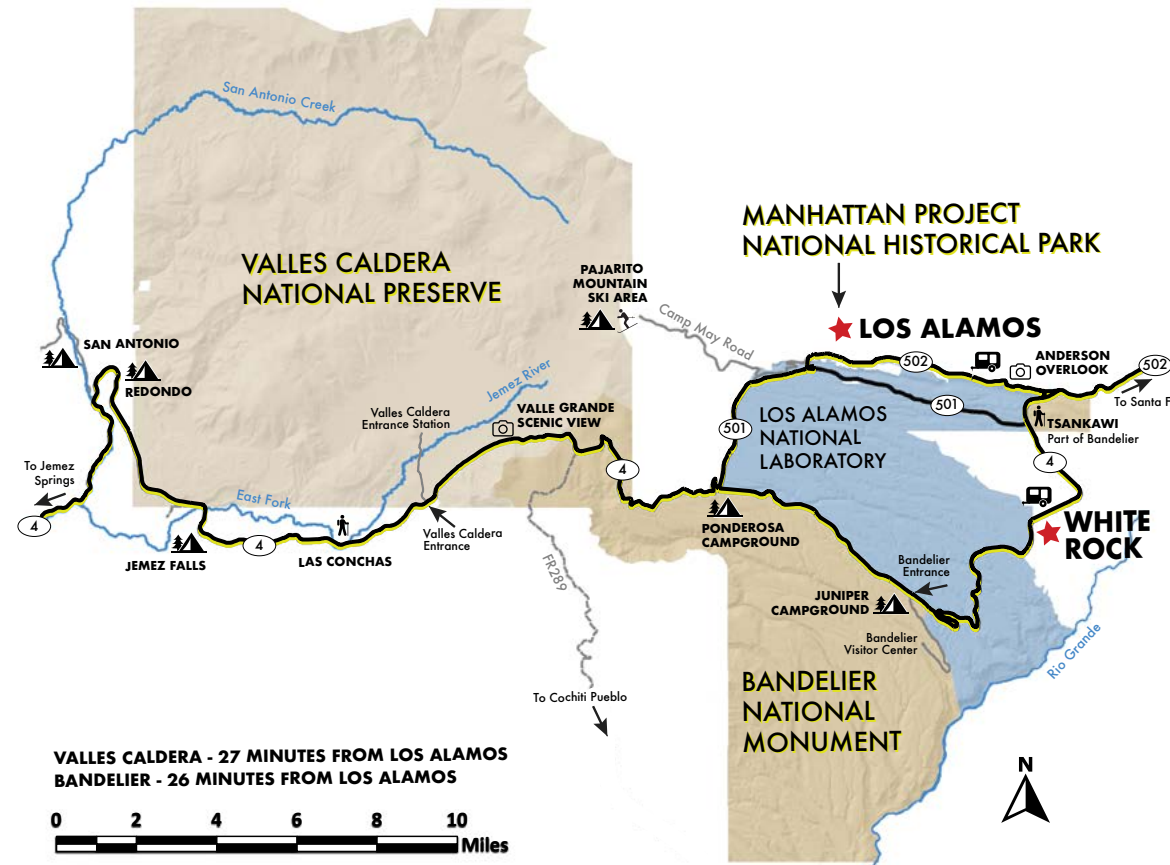 San Antonio Creek
MANHATTAN PROJECT
NATIONAL HISTORICAL PARK
VALLES CALDERA
NATIONAL PRESERVE
PAJARITO
MOUNTAIN
SKI AREA
Camp May Road
LOS ALAMOS
502
ANDERSON
OVERLOOK
502
To Santa F
SAN ANTONIO
REDONDO
Jemez River
Valles Caldera
Entrance Station
VALLE GRANDE
SCENIC VIEW
501
501
LOS ALAMOS
NATIONAL
LABORATORY
TSANKAWI
Part of Bandelier
4
4
To Jemez
Springs
4
East Fork
4
JEMEZ FALLS
LAS CONCHAS
Valles Caldera
Entrance
PONDEROSA
CAMPGROUND
WHITE
ROCK
FR289
Bandelier
Entrance
JUNIPER
CAMPGROUND
Bandelier
Visitor Center
Rio Grande
To Cochiti Pueblo
BANDELIER
NATIONAL
MONUMENT
VALLES CALDERA - 27 MINUTES FROM LOS ALAMOS
BANDELIER - 26 MINUTES FROM LOS ALAMOS
N
0 2 4 6 8 10
Miles